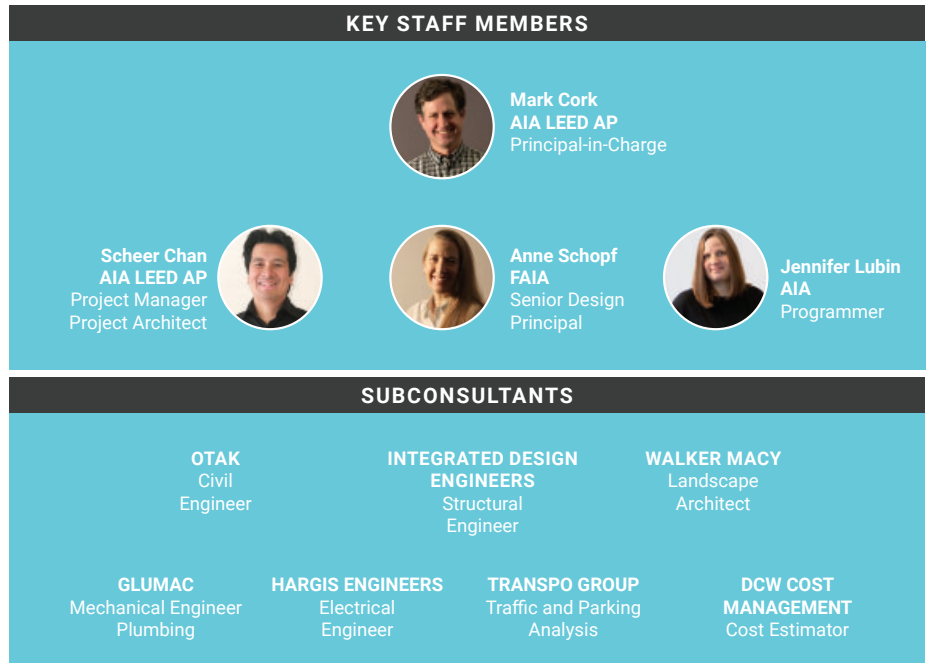 KEY STAFF MEMBERS
Mark Cork
AIA LEED AP
Principal-in-Charge
Scheer Chan
AIA LEED AP
Project Manager
Project Architect
Anne Schopf
FAIA
Senior Design
Principal
Jennifer Lubin
AIA
Programmer
SUBCONSULTANTS
OTAK
Civil
Engineer
INTEGRATED DESIGN
ENGINEERS
Structural
Engineer
WALKER MACY
Landscape
Architect
GLUMAC
Mechanical Engineer
Plumbing
HARGIS ENGINEERS
Electrical
Engineer
TRANSPO GROUP
Traffic and Parking
Analysis
DCW COST
MANAGEMENT
Cost Estimator